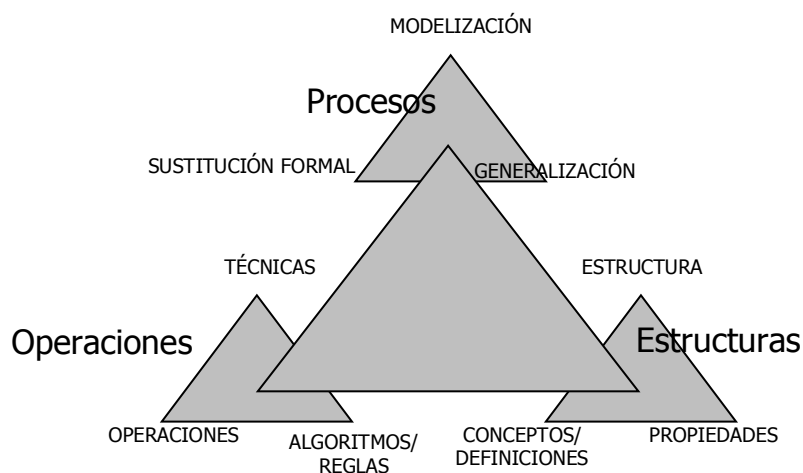 MODELIZACIÓN
Procesos
SUSTITUCIÓN FORMAL
GENERALIZACIÓN
TÉCNICAS
ESTRUCTURA
Operaciones
Estructuras
OPERACIONES
ALGORITMOS/
REGLAS
CONCEPTOS/
DEFINICIONES
PROPIEDADES